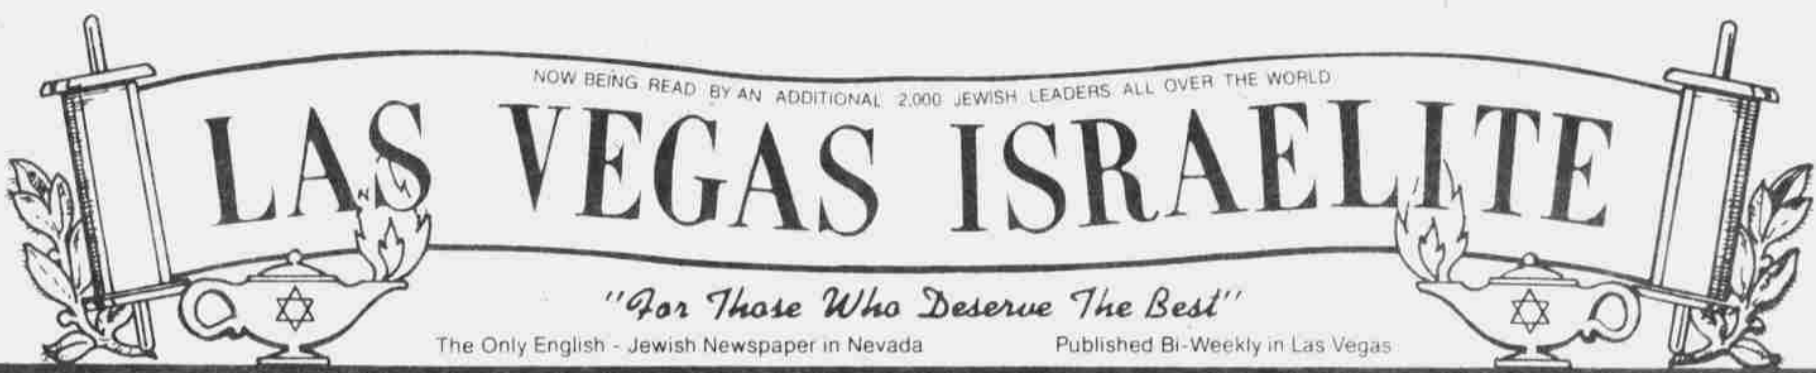 NOW BEING READ BY AN ADDITIONAL 2,000 JEWISH LEADERS ALL OVER THE WORLD
LAS VEGAS ISRAELITE
"For Those Who Deserve The Best"
The Only English - Jewish Newspaper in Nevada Published Bi-Weekly in Las Vegas